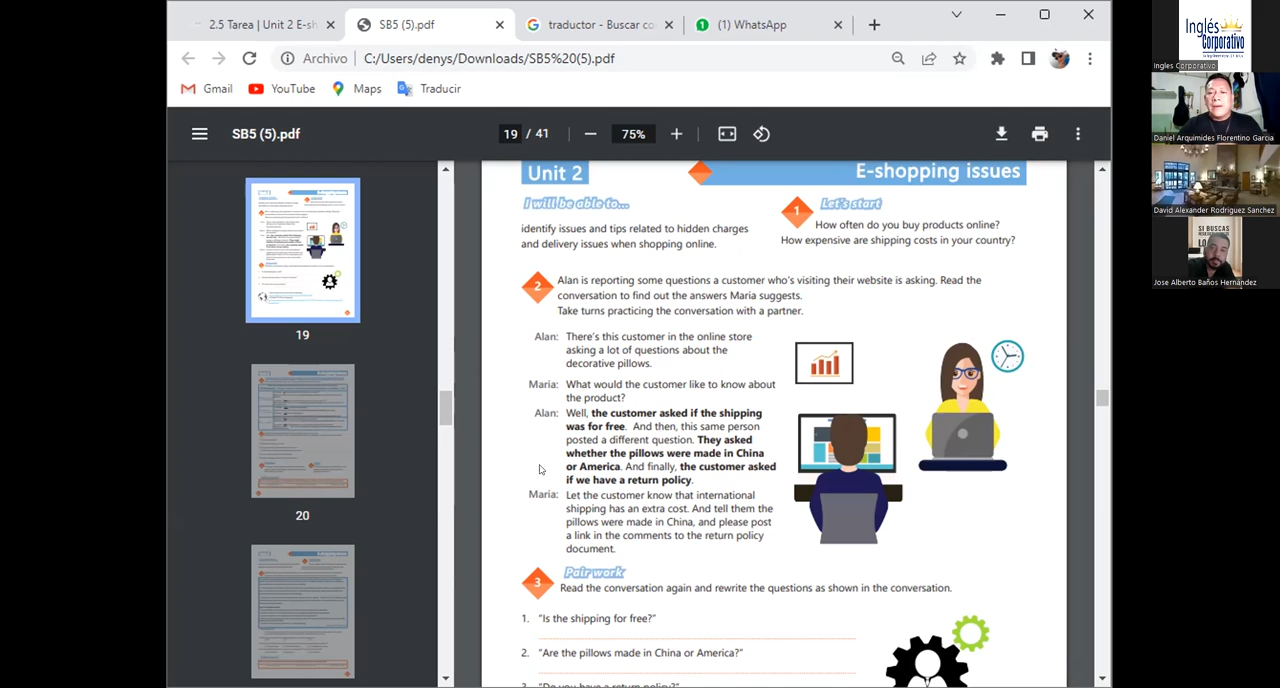 2.5 Tarea | Unit 2 E-sh
SB5 (5).pdf
traductor - Buscar co
(1) WhatsApp
Archivo
C:/Users/denys/Downloads/SB5%20(5).pdf
Gmail
YouTube
Maps
Traducir
SB5 (5).pdf
19 / 41
75%
19
20
Unit 2
E-shopping issues
I will be able to...
identify issues and tips related to hidden charges
and delivery issues when shopping online.
1
Let's start
How often do you buy products online?
How expensive are shipping costs in your country?
2
Alan is reporting some questions a customer who's visiting their website is asking. Read the
conversation to find out the answers Maria suggests.
Take turns practicing the conversation with a partner.
Alan: There's this customer in the online store
asking a lot of questions about the
decorative pillows.
Maria: What would the customer like to know about
the product?
Alan: Well, the customer asked if the shipping
was for free. And then, this same person
posted a different question. They asked
whether the pillows were made in China
or America. And finally, the customer asked
if we have a return policy.
Maria: Let the customer know that international
shipping has an extra cost. And tell them the
pillows were made in China, and please post
a link in the comments to the return policy
document.
3
Pair work
Read the conversation again and rewrite the questions as shown in the conversation.
1. "Is the shipping for free?"
2. "Are the pillows made in China or America?"
3. "Do you have a return policy?"
Inglés
Corporativo
Ingles Corporativo
Daniel Arquimides Florentino Garcia
David Alexander Rodriguez Sanchez
SI BUSCAS
Jose Alberto Baños Hernandez